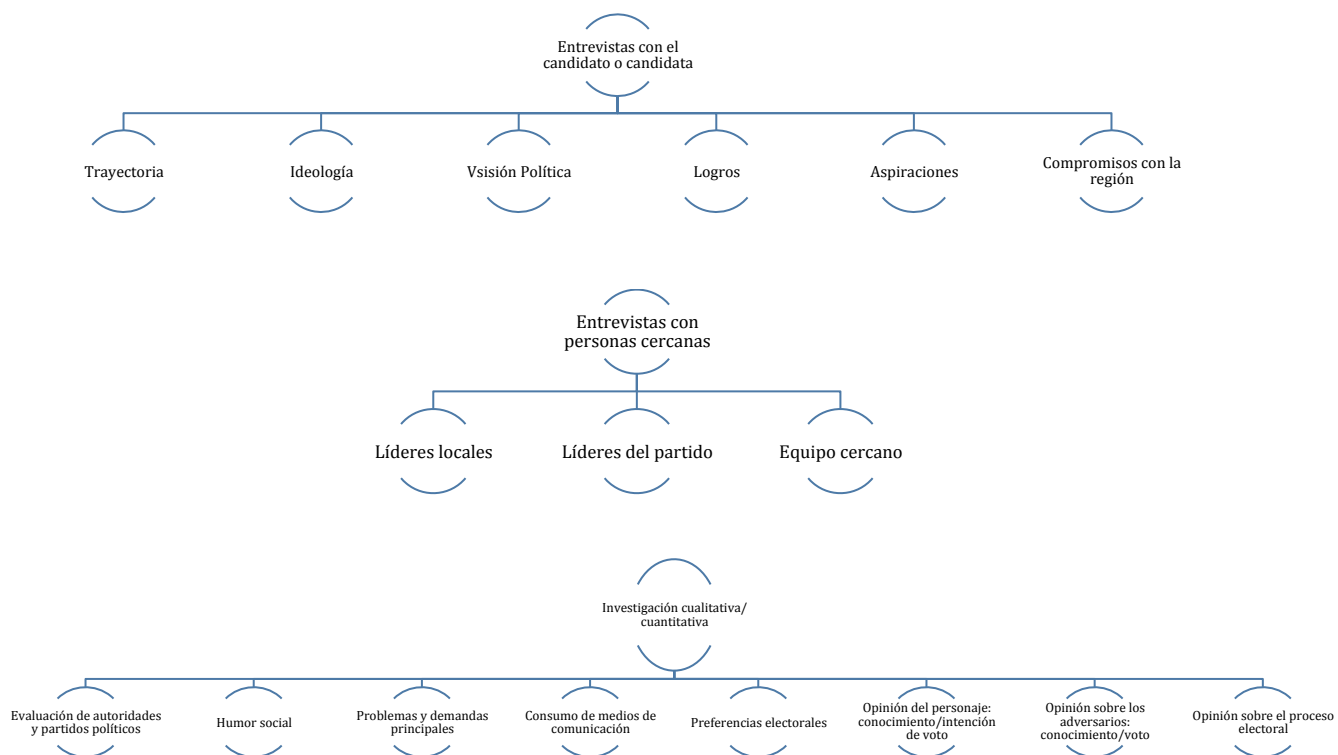 Entrevistas con el
candidato o candidata
Trayectoria
Ideología
Vsisión Política
Logros
Aspiraciones
Compromisos con la
región
Entrevistas con
personas cercanas
Líderes locales
Líderes del partido
Equipo cercano
Investigación cualitativa/
cuantitativa
Evaluación de autoridades
y partidos políticos
Humor social
Problemas y demandas
principales
Consumo de medios de
comunicación
Preferencias electorales
Opinión del personaje:
conocimiento/intención
de voto
Opinión sobre los
adversarios:
conocimiento/voto
Opinión sobre el proceso
electoral